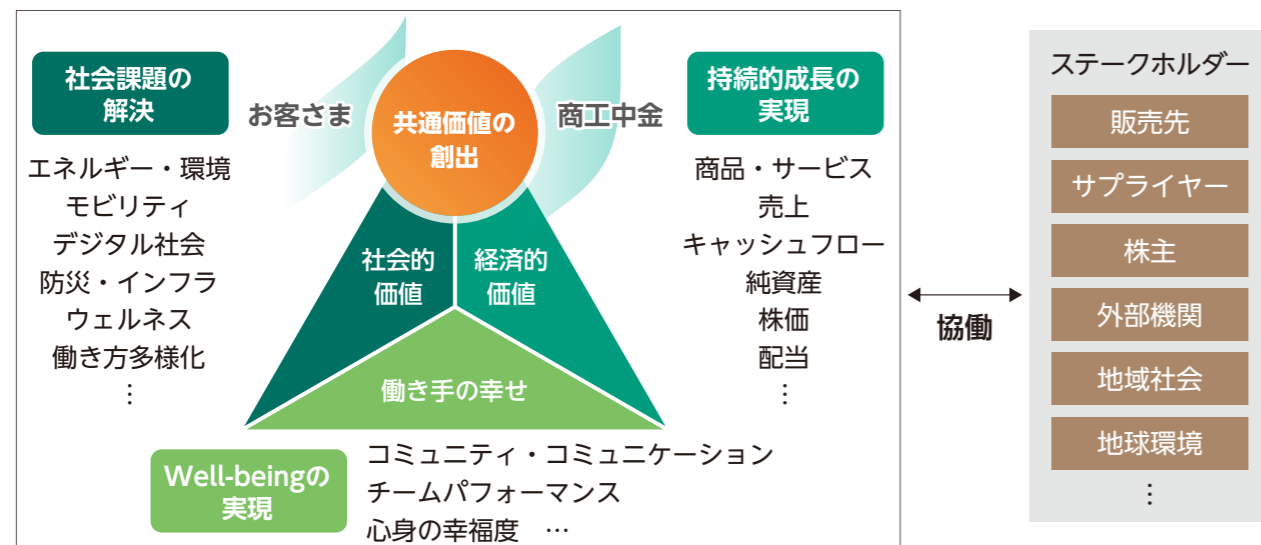 社会課題の
解決
エネルギー・環境
モビリティ
デジタル社会
防災・インフラ
ウェルネス
働き方多様化
⋮
お客さま
共通価値の
創出
商工中金
社会的
価値
経済的
価値
働き手の幸せ
持続的成長の
実現
商品・サービス
売上
キャッシュフロー
純資産
株価
配当
⋮
Well-beingの
実現
コミュニティ・コミュニケーション
チームパフォーマンス
心身の幸福度 …
協働
ステークホルダー
販売先
サプライヤー
株主
外部機関
地域社会
地球環境
⋮